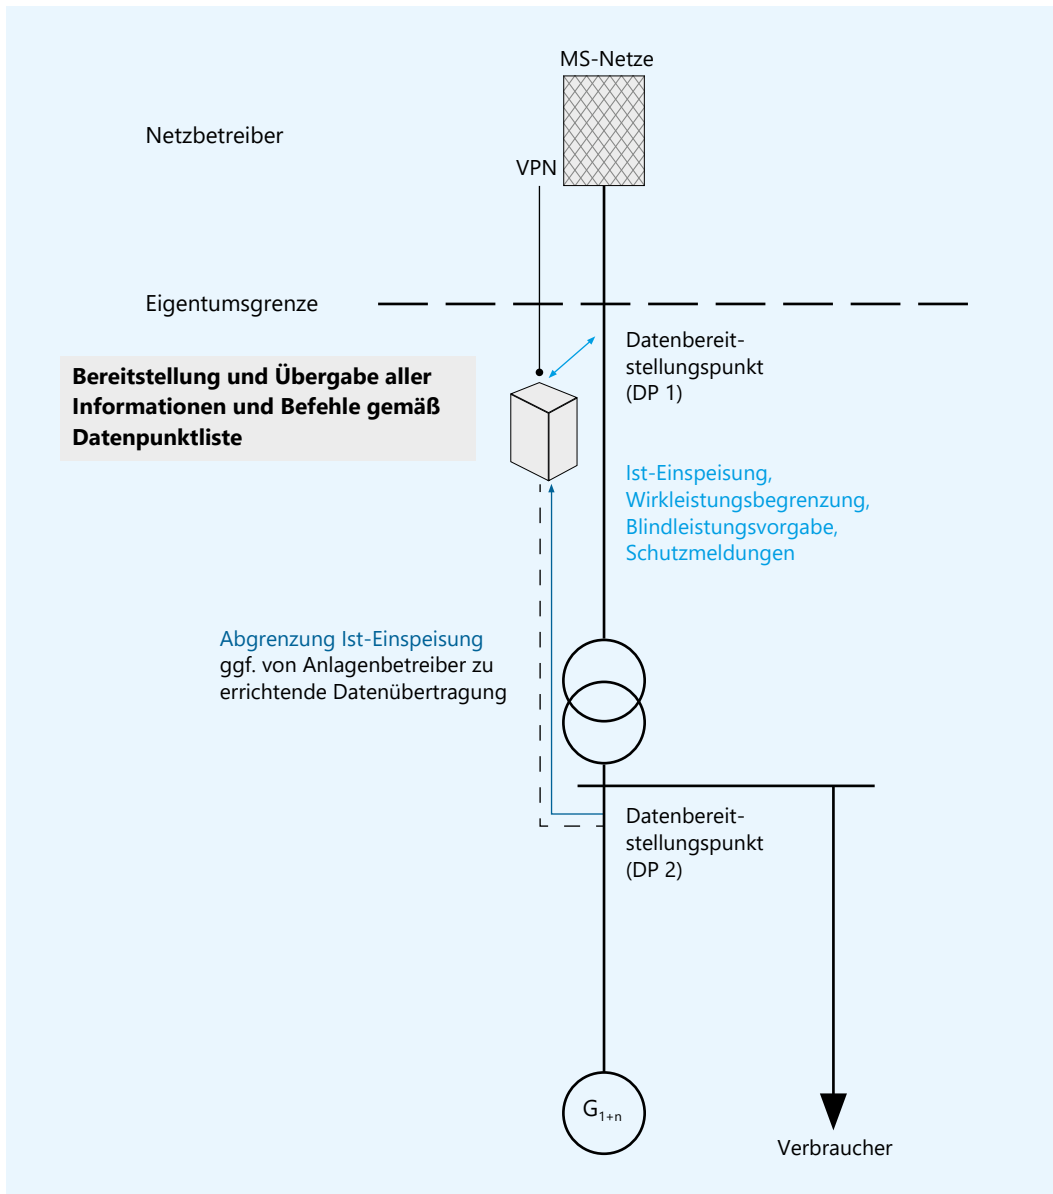 MS-Netze
Netzbetreiber
VPN
Eigentumsgrenze
Datenbereit-
stellungspunkt
(DP 1)
Bereitstellung und Übergabe aller
Informationen und Befehle gemäß
Datenpunktliste
Ist-Einspeisung,
Wirkleistungsbegrenzung,
Blindleistungsvorgabe,
Schutzmeldungen
Abgrenzung Ist-Einspeisung
ggf. von Anlagenbetreiber zu
errichtende Datenübertragung
Datenbereit-
stellungspunkt
(DP 2)
G1+n
Verbraucher